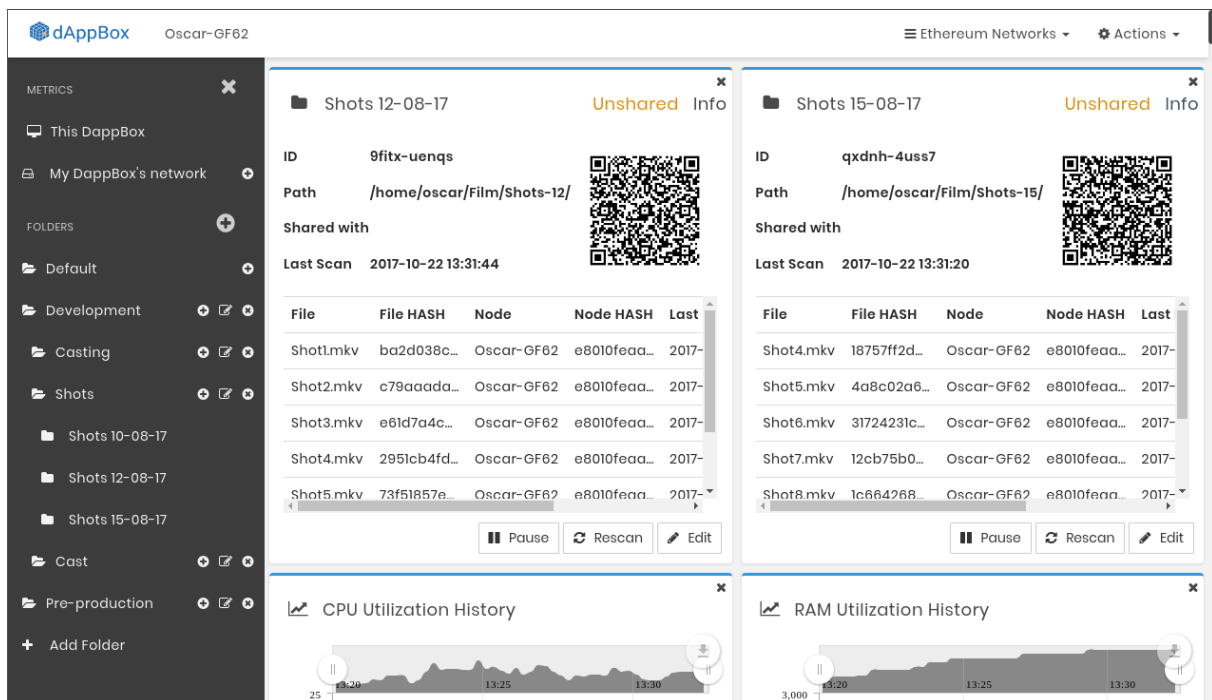 dAppBox Oscar-GF62 Ethereum Networks Actions
METRICS
This DappBox
My DappBox's network
FOLDERS
Default
Development
Casting
Shots
Shots 10-08-17
Shots 12-08-17
Shots 15-08-17
Cast
Pre-production
Add Folder
Shots 12-08-17 Unshared Info
ID 9fitx-uenqs
Path /home/oscar/Film/Shots-12/
Shared with
Last Scan 2017-10-22 13:31:44
File File HASH Node Node HASH Last
Shot1.mkv ba2d038c... Oscar-GF62 e8010feaa... 2017-
Shot2.mkv c79aaada... Oscar-GF62 e8010feaa... 2017-
Shot3.mkv e61d7a4c... Oscar-GF62 e8010feaa... 2017-
Shot4.mkv 2951cb4fd... Oscar-GF62 e8010feaa... 2017-
Shot5.mkv 73f51857e... Oscar-GF62 e8010feaa... 2017-
Pause Rescan Edit
Shots 15-08-17 Unshared Info
ID qxdnh-4uss7
Path /home/oscar/Film/Shots-15/
Shared with
Last Scan 2017-10-22 13:31:20
File File HASH Node Node HASH Last
Shot4.mkv 18757ff2d... Oscar-GF62 e8010feaa... 2017-
Shot5.mkv 4a8c02a6... Oscar-GF62 e8010feaa... 2017-
Shot6.mkv 31724231c... Oscar-GF62 e8010feaa... 2017-
Shot7.mkv 12cb75b0... Oscar-GF62 e8010feaa... 2017-
Shot8.mkv 1c664268... Oscar-GF62 e8010feaa... 2017-
Pause Rescan Edit
CPU Utilization History
13:20 13:25 13:30
25
RAM Utilization History
13:20 13:25 13:30
3,000